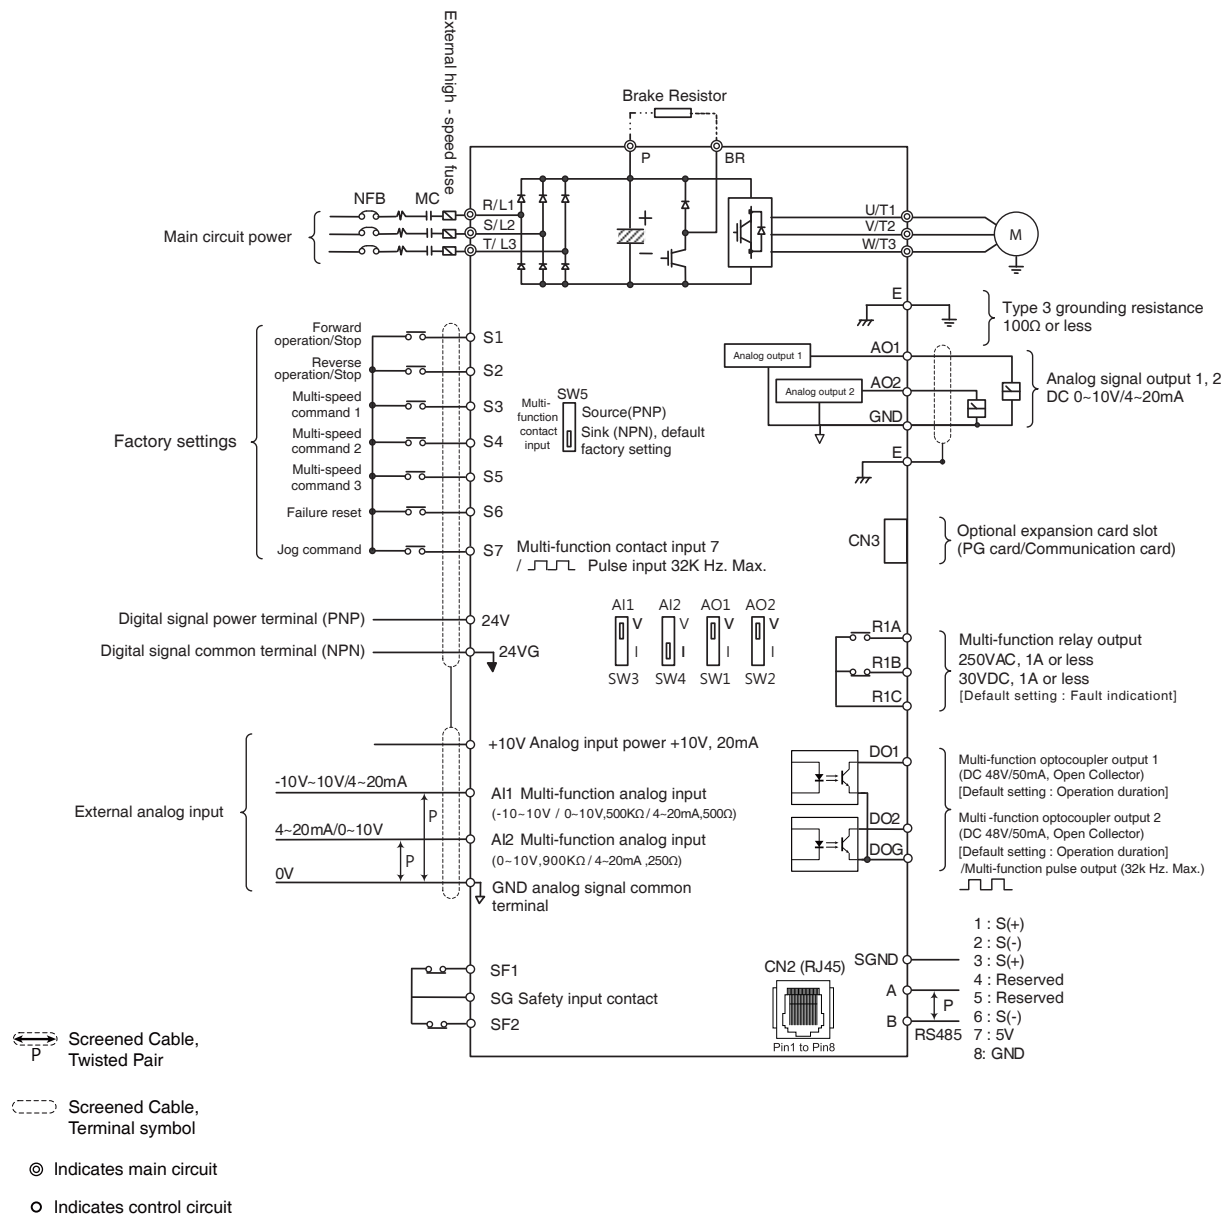 External high - speed fuse
Brake Resistor
P
BR
NFB
MC
R/L1
S/L2
T/ L3
Main circuit power
+
−
U/T1
V/T2
W/T3
M
E
Type 3 grounding resistance
100Ω or less
Factory settings
Forward
operation/Stop
S1
Reverse
operation/Stop
S2
Multi-speed
command 1
S3
Multi-speed
command 2
S4
Multi-speed
command 3
S5
Failure reset
S6
Jog command
S7
Multi-
function
contact
input
SW5
Source(PNP)
Sink (NPN), default
factory setting
Multi-function contact input 7
/ Pulse input 32K Hz. Max.
Analog output 1
AO1
Analog output 2
AO2
GND
E
Analog signal output 1, 2
DC 0~10V/4~20mA
CN3
Optional expansion card slot
(PG card/Communication card)
Digital signal power terminal (PNP)
24V
Digital signal common terminal (NPN)
24VG
AI1 AI2 AO1 AO2
V V V V
I I I I
SW3 SW4 SW1 SW2
R1A
R1B
R1C
Multi-function relay output
250VAC, 1A or less
30VDC, 1A or less
[Default setting : Fault indicationt]
External analog input
+10V Analog input power +10V, 20mA
-10V~10V/4~20mA
AI1 Multi-function analog input
(-10~10V / 0~10V,500KΩ / 4~20mA,500Ω)
P
4~20mA/0~10V
AI2 Multi-function analog input
(0~10V,900KΩ / 4~20mA ,250Ω)
P
0V
GND analog signal common
terminal
DO1
DO2
DOG
Multi-function optocoupler output 1
(DC 48V/50mA, Open Collector)
[Default setting : Operation duration]
Multi -function optocoupler output 2
(DC 48V/50mA, Open Collector)
[Default setting : Operation duration]
/Multi-function pulse output (32k Hz. Max.)
SF1
SG Safety input contact
SF2
CN2 (RJ45)
Pin1 to Pin8
SGND
A
B
P
RS485
1 : S(+)
2 : S(-)
3 : S(+)
4 : Reserved
5 : Reserved
6 : S(-)
7 : 5V
8: GND
P
Screened Cable,
Twisted Pair
Screened Cable,
Terminal symbol
Indicates main circuit
Indicates control circuit